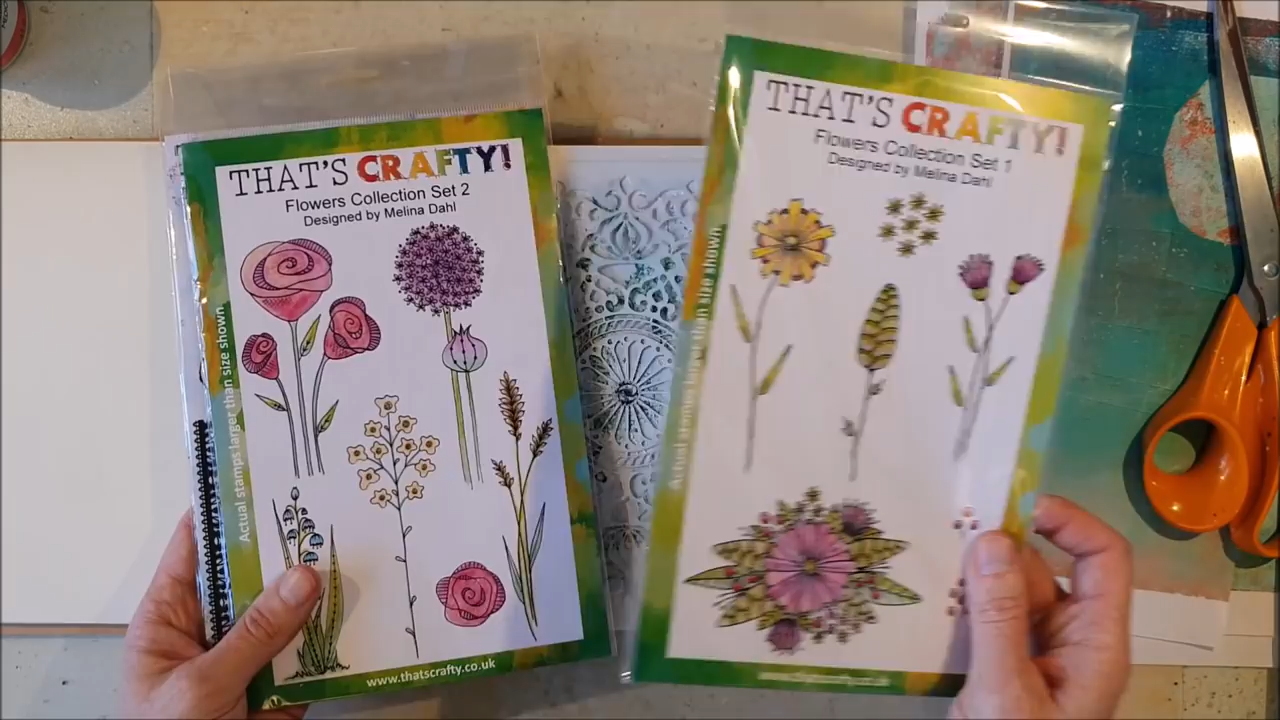 THAT'S CRAFTY!
Flowers Collection Set 2
Designed by Melina Dahl
Actual stamps larger than size shown
www.thatscrafty.co.uk
THAT'S CRAFTY!
Flowers Collection Set 1
Designed by Melina Dahl
Actual stamps larger than size shown